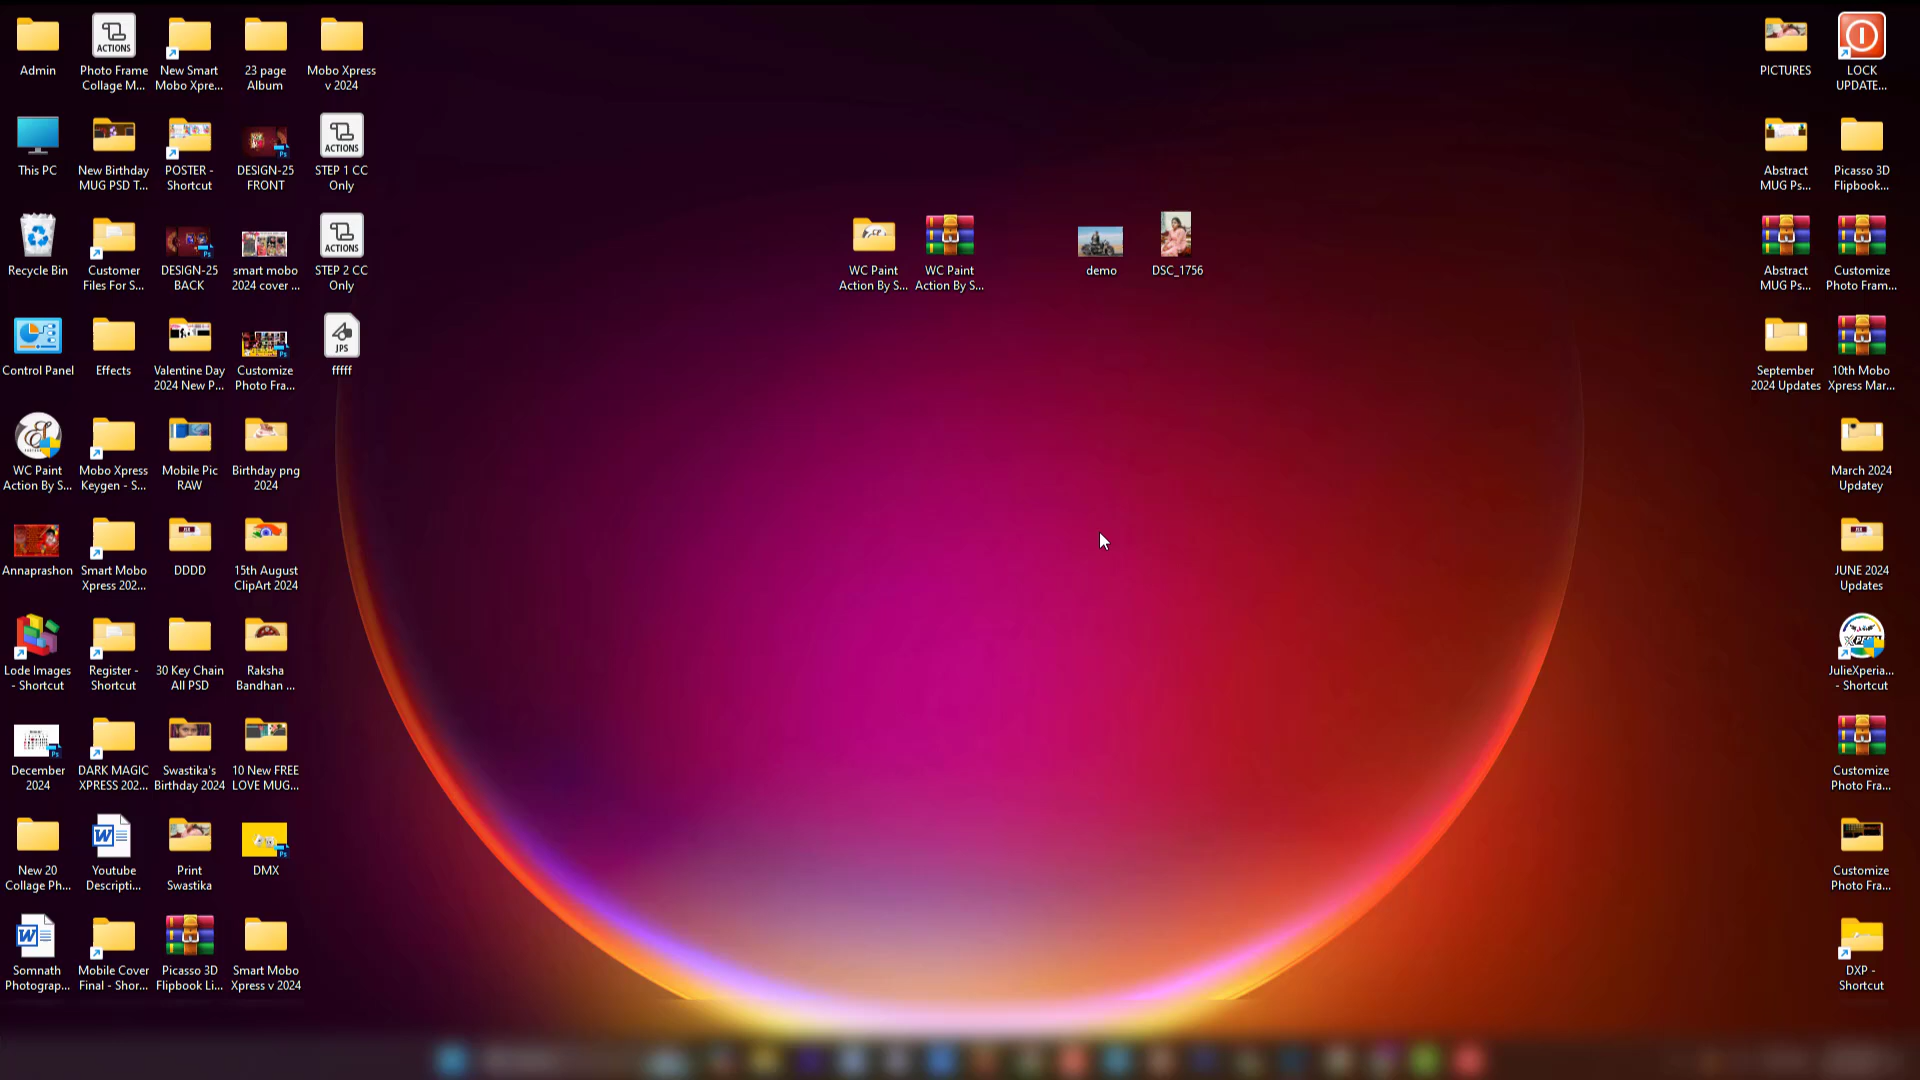 Admin
Photo Frame
Collage M...
New Smart
Mobo Xpre...
23 page
Album
Mobo Xpress
v 2024
PICTURES
LOCK
UPDATE...
ACTIONS
This PC
New Birthday
MUG PSD T...
POSTER -
Shortcut
DESIGN-25
FRONT
ACTIONS
STEP 1 CC
Only
Abstract
MUG Ps...
Picasso 3D
Flipbook...
Recycle Bin
Customer
Files For S...
DESIGN-25
BACK
smart mobo
2024 cover ...
ACTIONS
STEP 2 CC
Only
WC Paint
Action By S...
WC Paint
Action By S...
demo
DSC_1756
Abstract
MUG Ps...
Customize
Photo Fram...
Control Panel
Effects
Valentine Day
2024 New P...
Customize
Photo Fra...
JPS
fffff
September
2024 Updates
10th Mobo
Xpress Mar...
WC Paint
Action By S...
Mobo Xpress
Keygen - S...
Mobile Pic
RAW
Birthday png
2024
March 2024
Updatey
Annaprashon
Smart Mobo
Xpress 202...
DDDD
15th August
ClipArt 2024
JUNE 2024
Updates
Lode Images
- Shortcut
Register -
Shortcut
30 Key Chain
All PSD
Raksha
Bandhan ...
JulieXperia...
- Shortcut
December
2024
DARK MAGIC
XPRESS 202...
Swastika's
Birthday 2024
10 New FREE
LOVE MUG...
Customize
Photo Fra...
New 20
Collage Ph...
Youtube
Descripti...
Print
Swastika
DMX
Customize
Photo Fra...
Somnath
Photograp...
Mobile Cover
Final - Shor...
Picasso 3D
Flipbook Li...
Smart Mobo
Xpress v 2024
DXP -
Shortcut